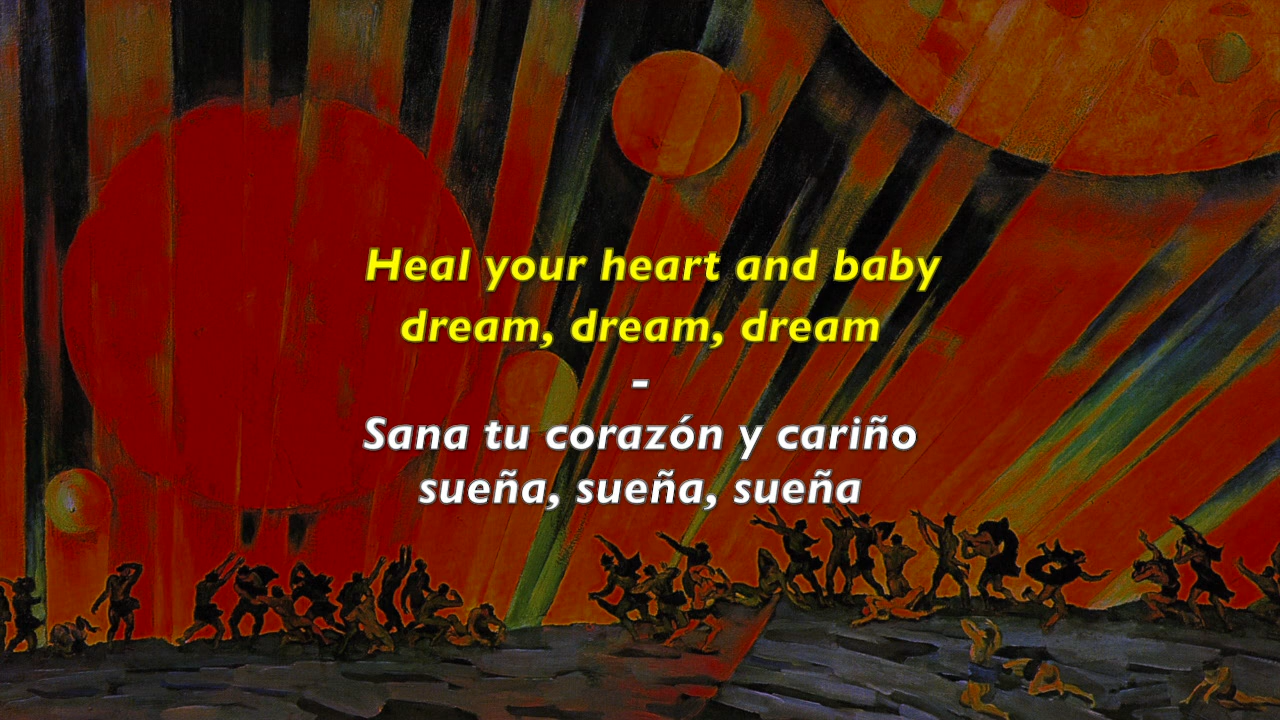 Heal your heart and baby
dream, dream, dream
-
Sana tu corazón y cariño
sueña, sueña, sueña